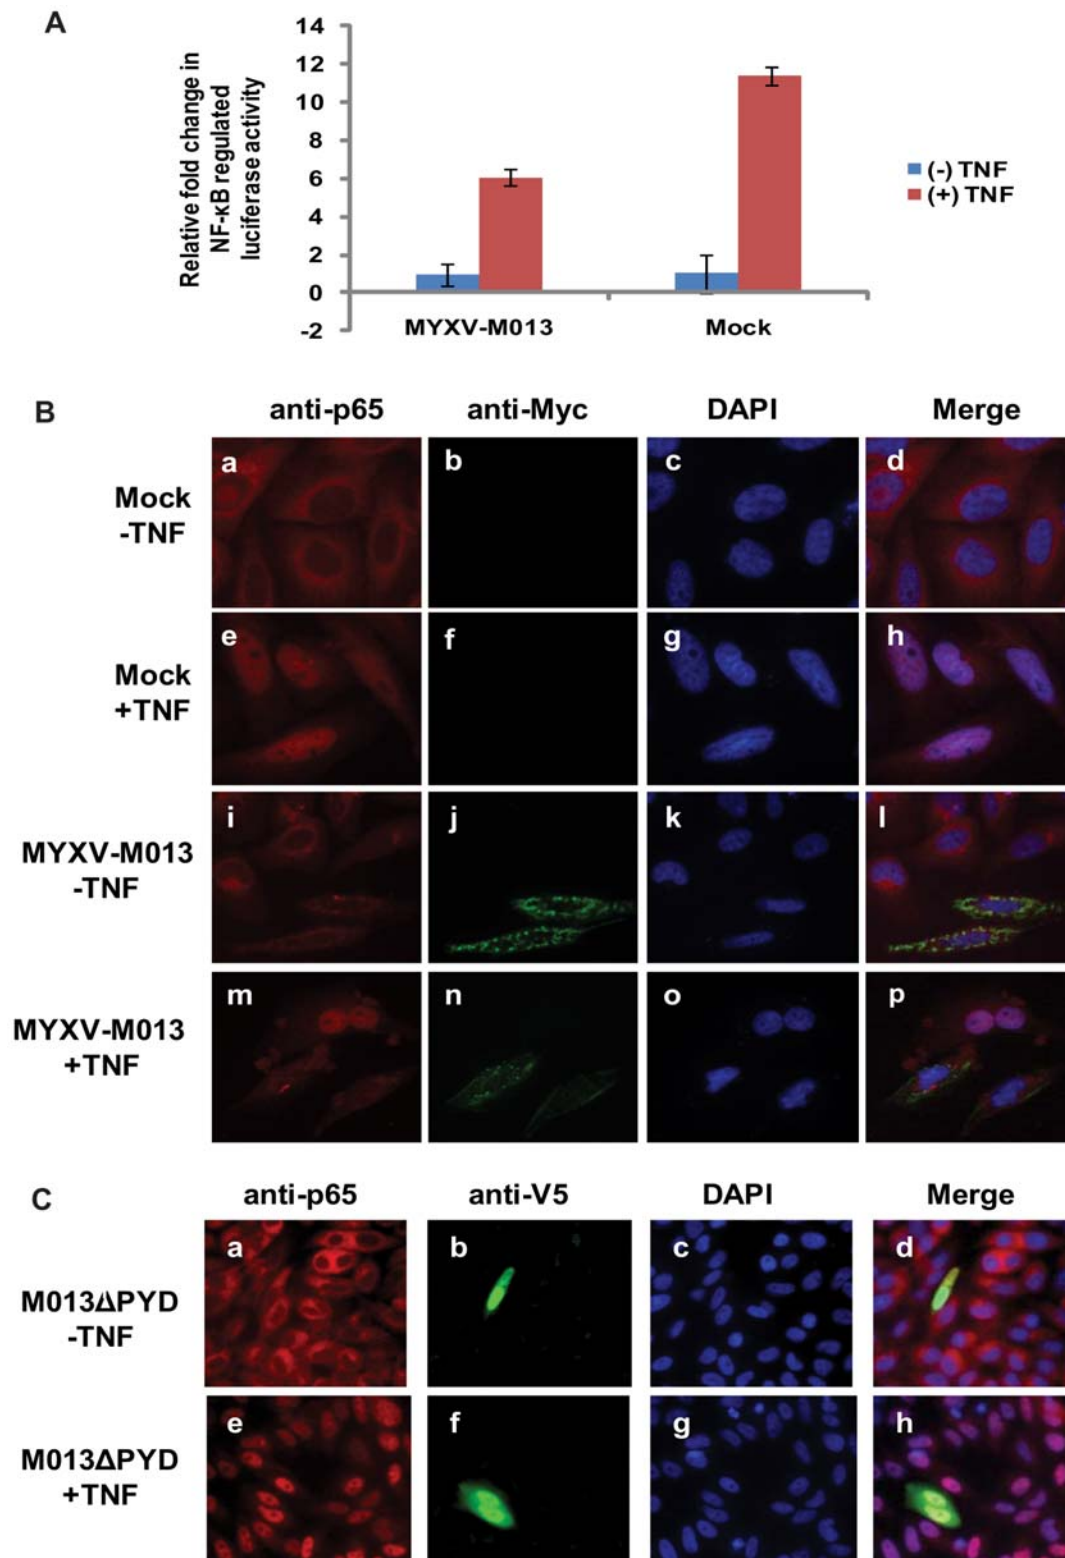 A
Relative fold change in
NF-κB regulated
luciferase activity
14
12
10
8
6
4
2
0
-2
MYXV-M013 Mock
(-) TNF
(+) TNF
B
anti-p65 anti-Myc DAPI Merge
Mock
-TNF
a b c d
Mock
+TNF
e f g h
MYXV-M013
-TNF
i j k l
MYXV-M013
+TNF
m n o p
C
anti-p65 anti-V5 DAPI Merge
M013ΔPYD
-TNF
a b c d
M013ΔPYD
+TNF
e f g h